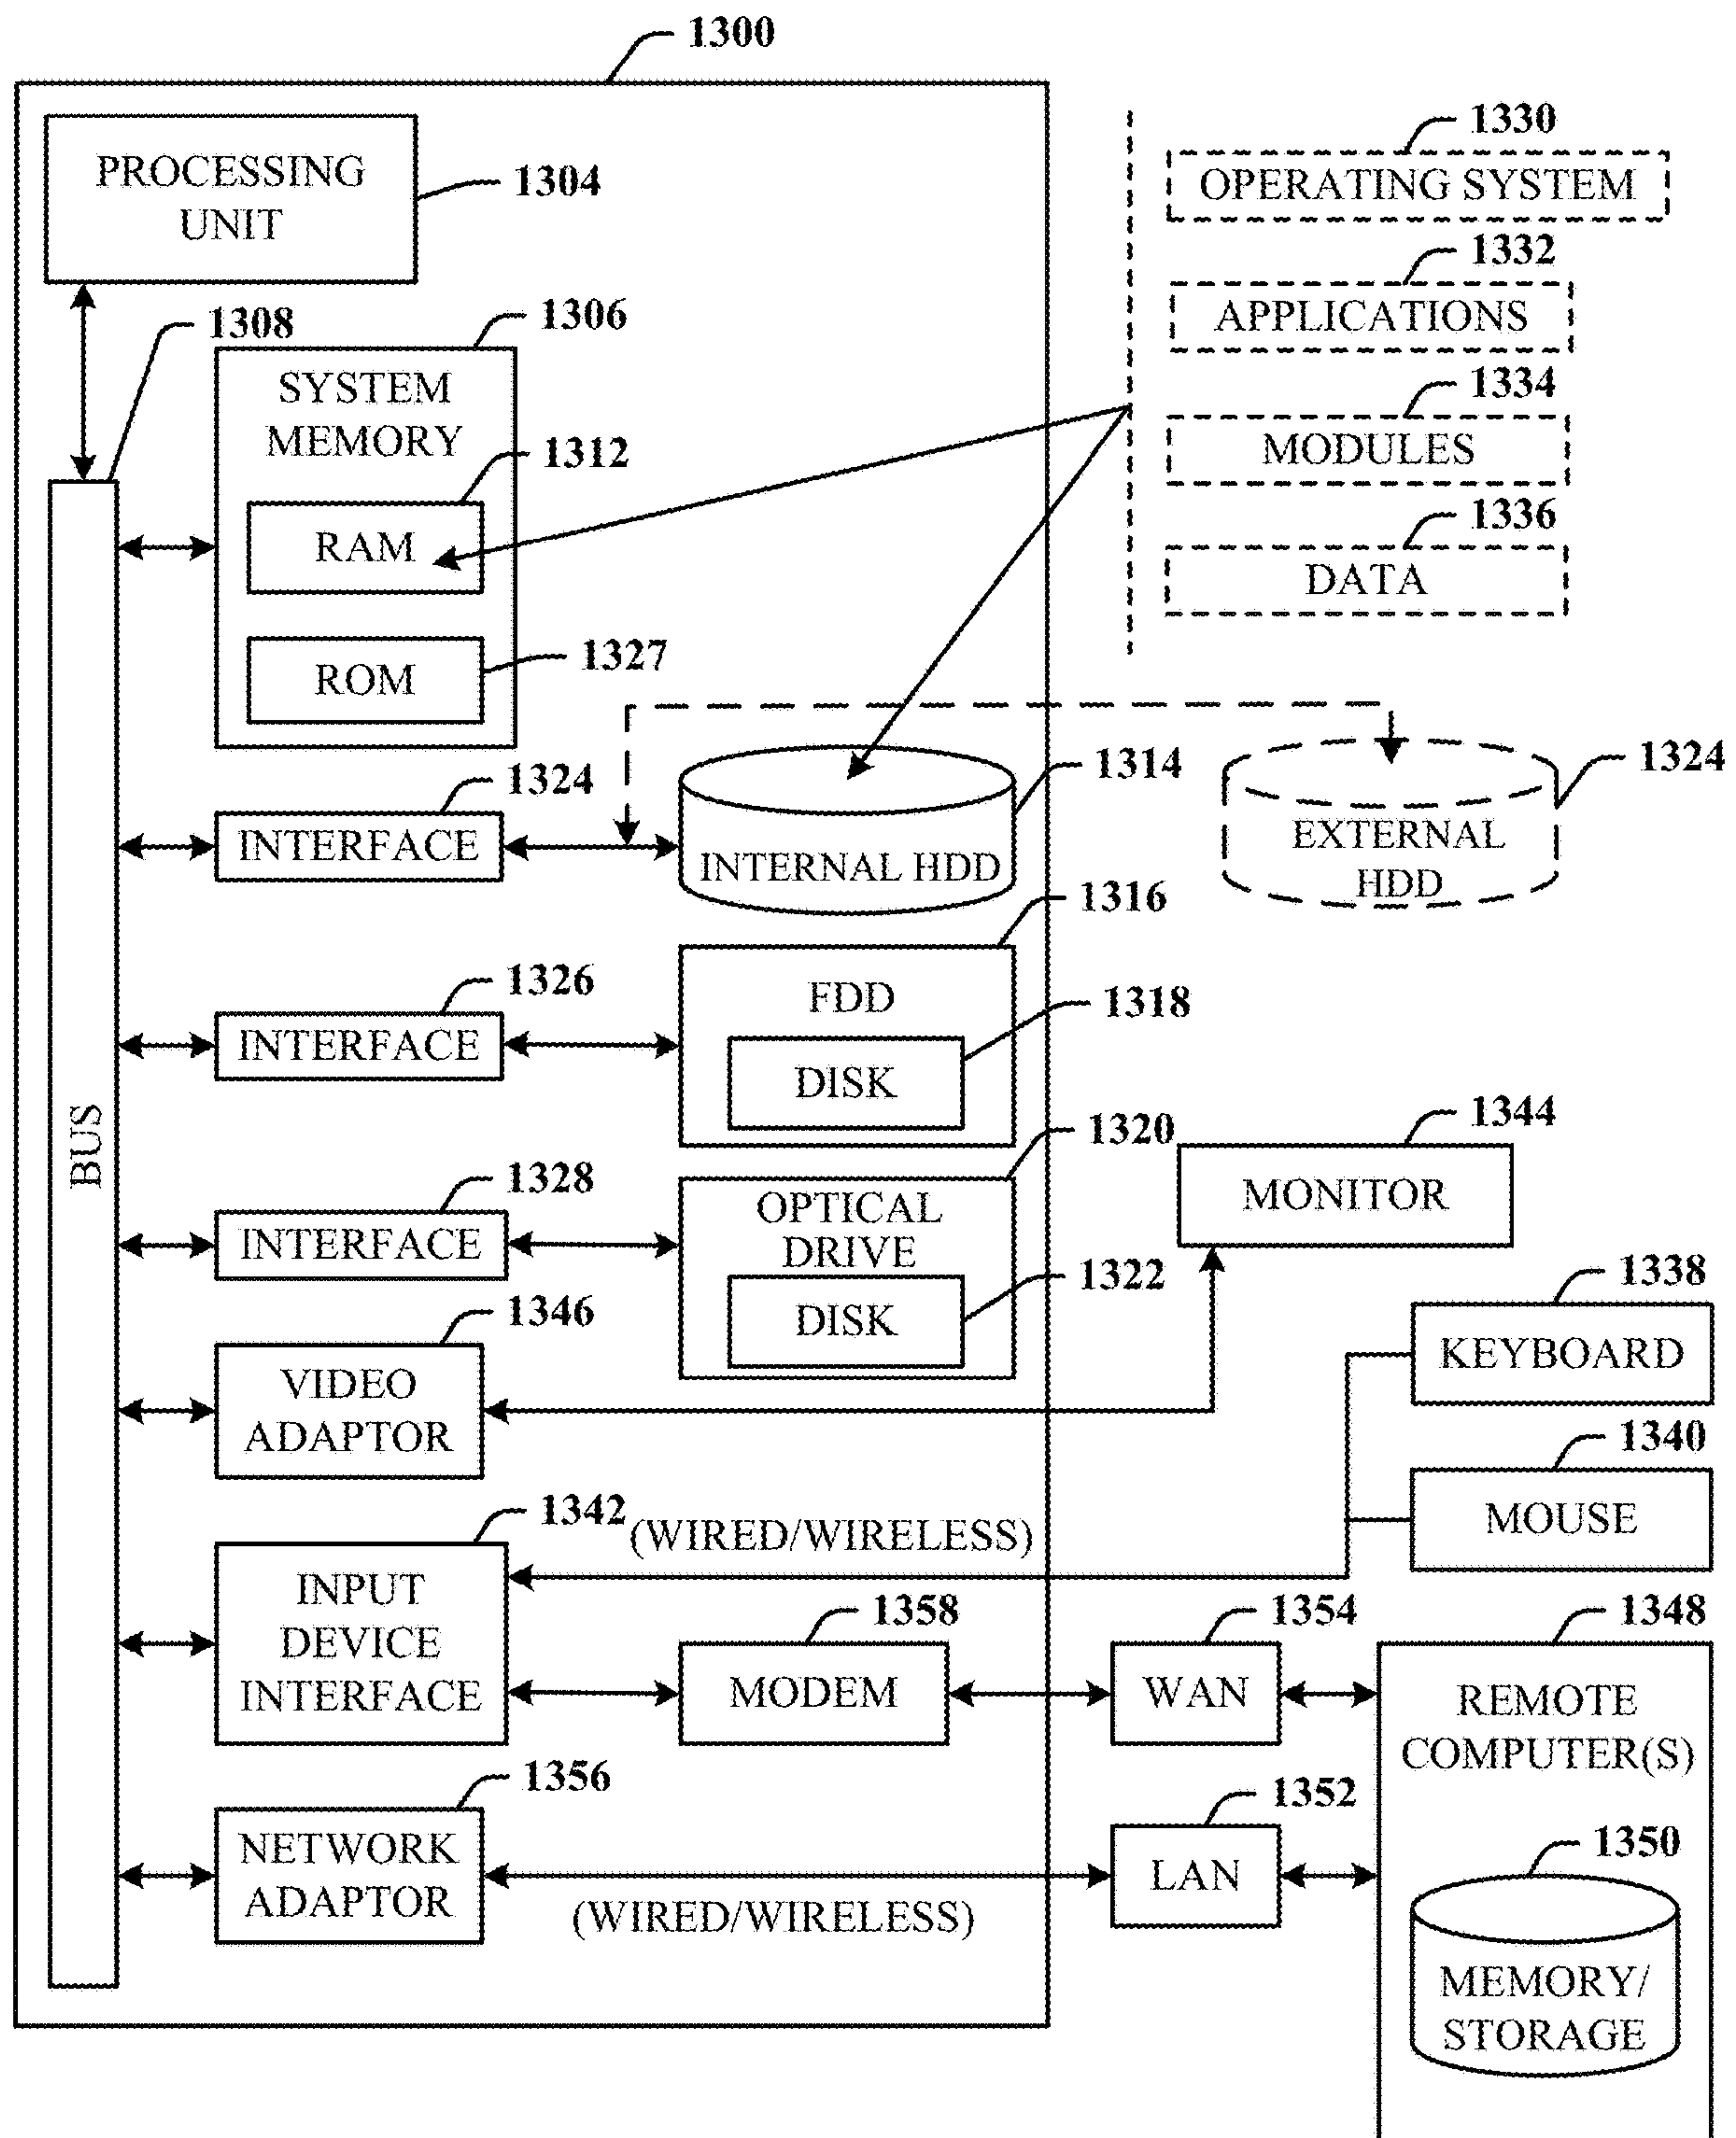 1300
PROCESSING
UNIT
1304
1330
OPERATING SYSTEM
1332
APPLICATIONS
1334
MODULES
1336
DATA
1308
1306
SYSTEM
MEMORY
1312
RAM
1327
ROM
BUS
1324
INTERFACE
1314
INTERNAL HDD
1324
EXTERNAL
HDD
1316
FDD
1318
DISK
1326
INTERFACE
1320
OPTICAL
DRIVE
1322
DISK
1328
INTERFACE
1344
MONITOR
1338
KEYBOARD
1346
VIDEO
ADAPTOR
1340
MOUSE
1342
(WIRED/WIRELESS)
INPUT
DEVICE
INTERFACE
1358
MODEM
1354
WAN
1348
REMOTE
COMPUTER(S)
1356
NETWORK
ADAPTOR
(WIRED/WIRELESS)
1352
LAN
1350
MEMORY/
STORAGE